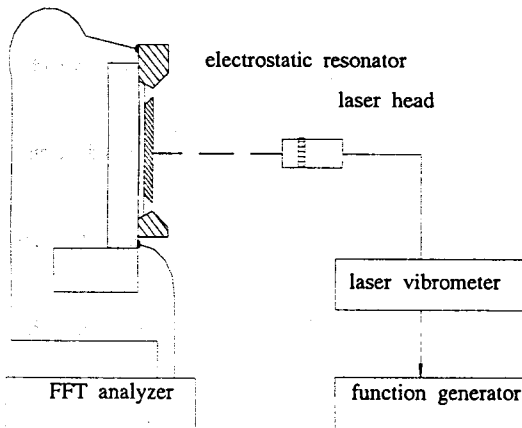 electrostatic resonator
laser head
laser vibrometer
FFT analyzer
function generator